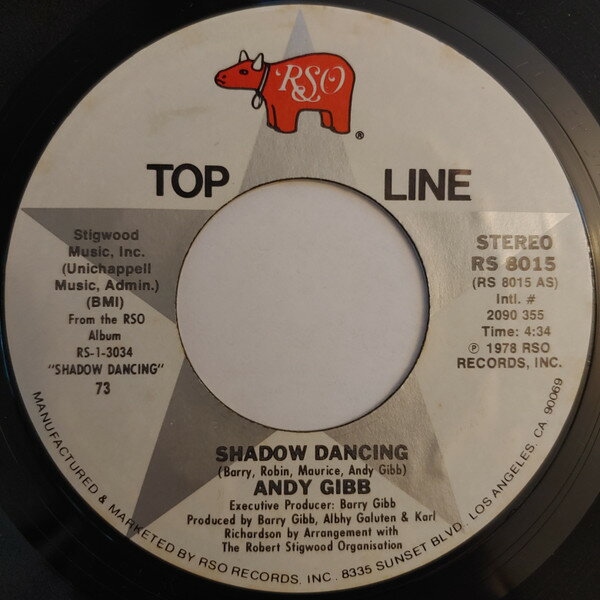 RSO
®
TOP LINE
Stigwood
Music, Inc.
(Unichappell
Music, Admin.)
(BMI)
From the RSO
Album
RS-1-3034
"SHADOW DANCING"
73
STEREO
RS 8015
(RS 8015 AS)
Intl. #
2090 355
Time: 4:34
℗ 1978 RSO
RECORDS, INC.
SHADOW DANCING
(Barry, Robin, Maurice, Andy Gibb)
ANDY GIBB
Executive Producer: Barry Gibb
Produced by Barry Gibb, Albhy Galuten & Karl
Richardson by Arrangement with
The Robert Stigwood Organisation
MANUFACTURED & MARKETED BY RSO RECORDS, INC. 8335 SUNSET BLVD. LOS ANGELES, CA 90069